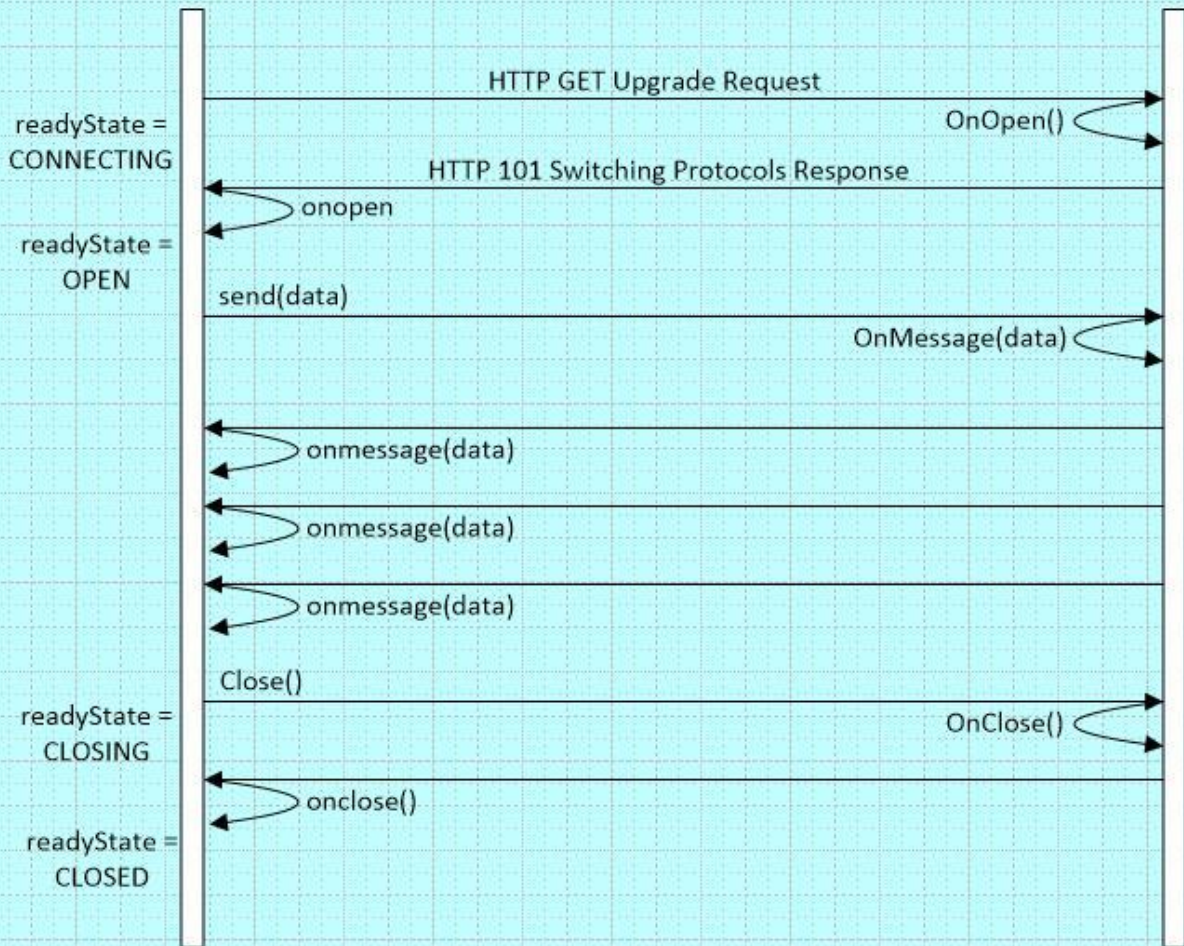 HTTP GET Upgrade Request
OnOpen()
readyState =
CONNECTING
HTTP 101 Switching Protocols Response
onopen
readyState =
OPEN
send(data)
OnMessage(data)
onmessage(data)
onmessage(data)
onmessage(data)
Close()
readyState =
CLOSING
OnClose()
onclose()
readyState =
CLOSED